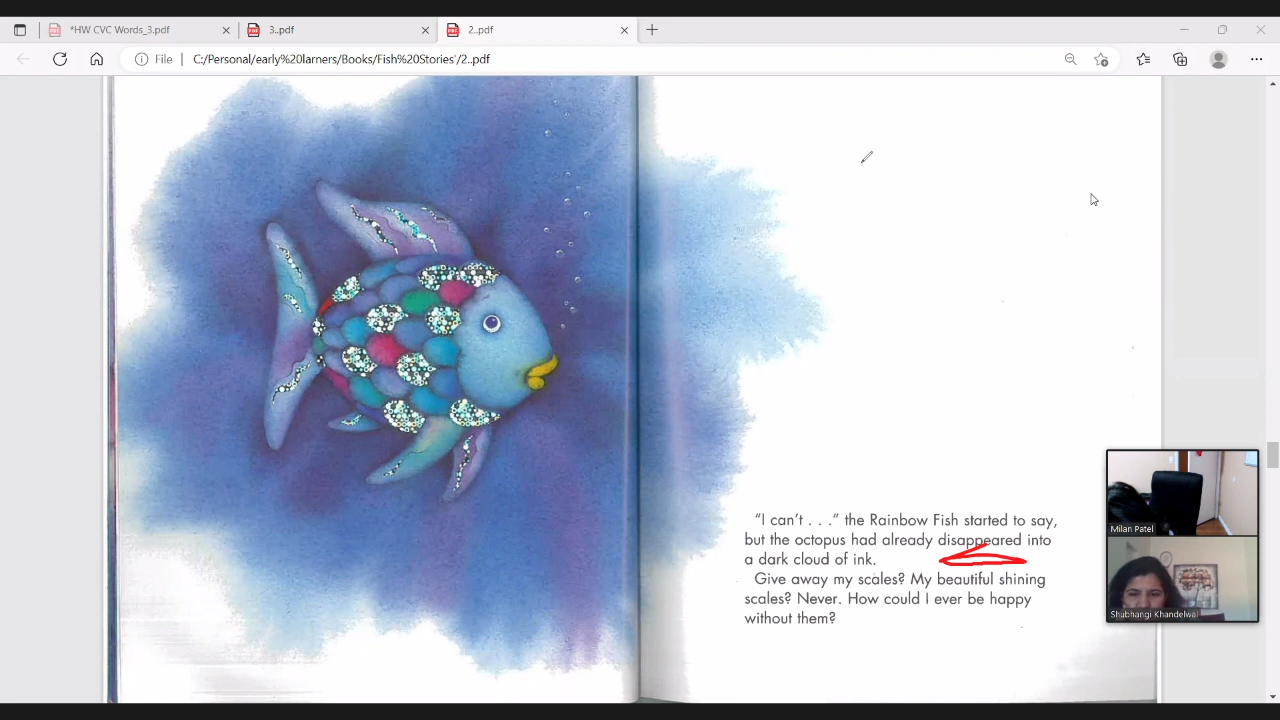 *HW CVC Words_3.pdf
3..pdf
2..pdf
File
C:/Personal/early%20larners/Books/Fish%20Stories'/2..pdf
"I can't . . ." the Rainbow Fish started to say,
but the octopus had already disappeared into
a dark cloud of ink.
Give away my scales? My beautiful shining
scales? Never. How could I ever be happy
without them?
Milan Patel
Shubhangi Khandelwal